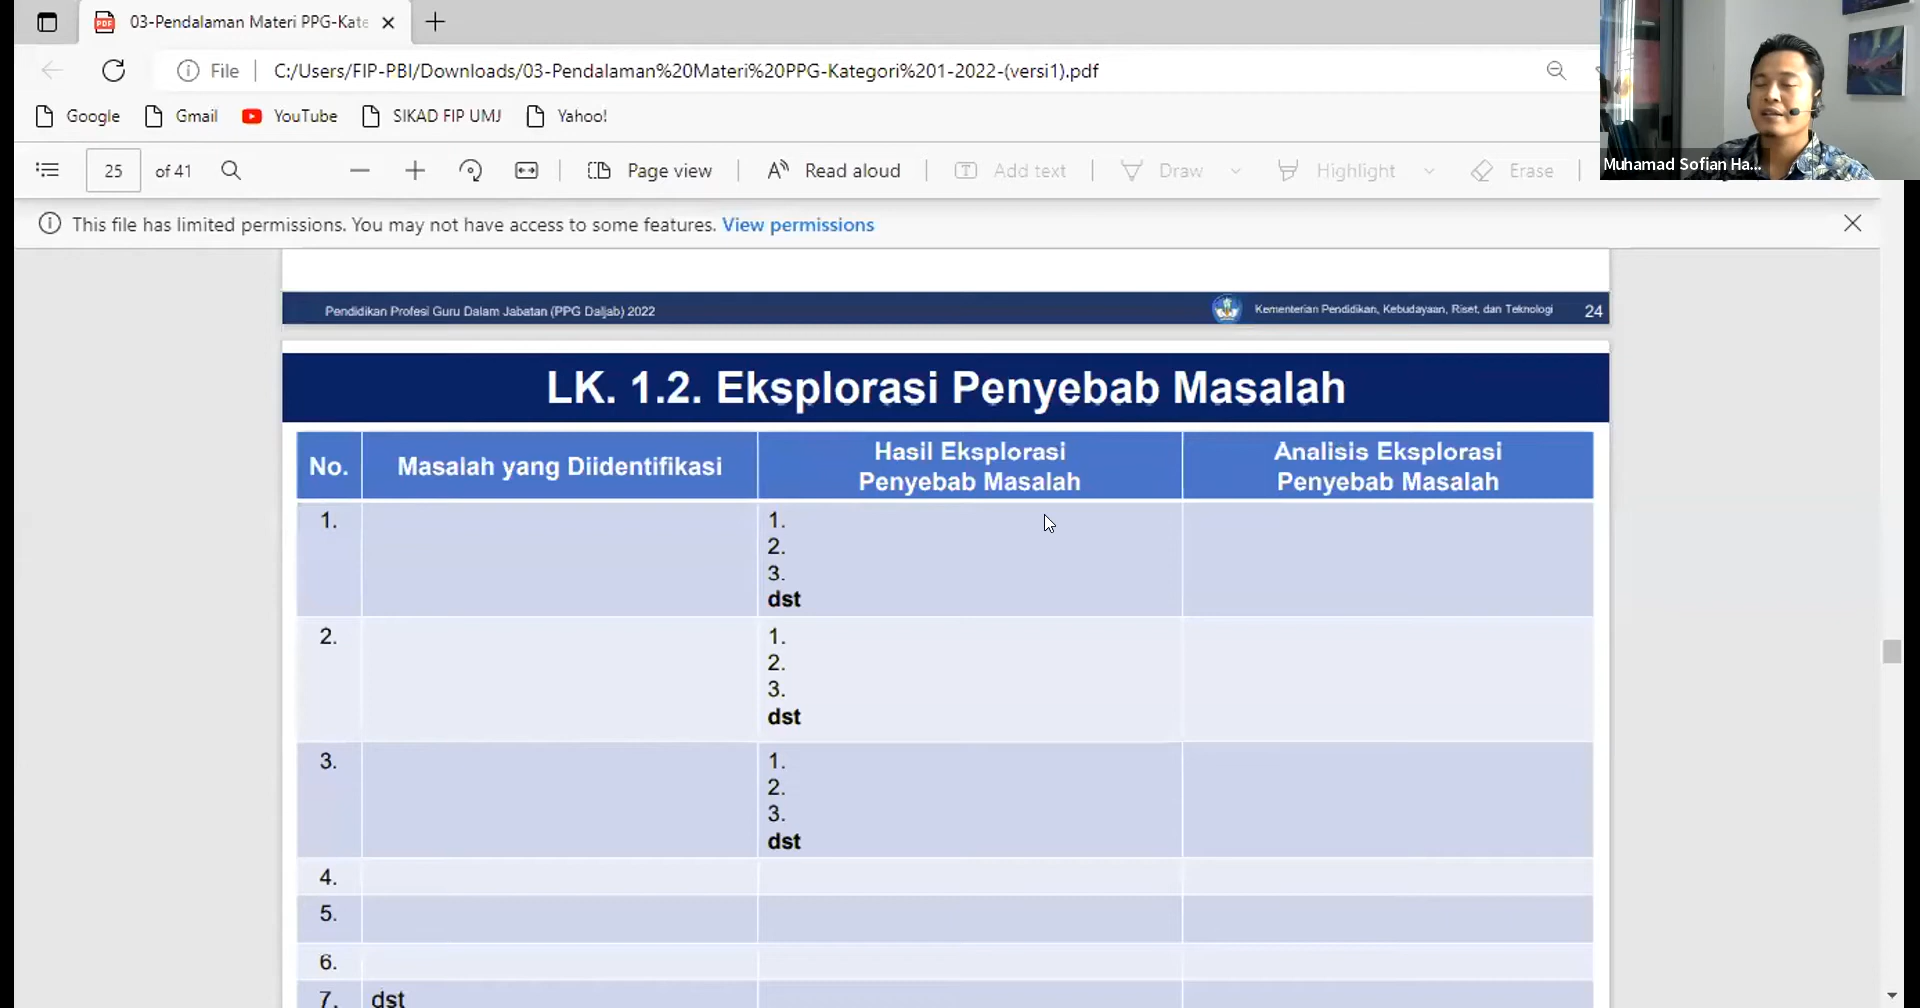 03-Pendalaman Materi PPG-Kate
File C:/Users/FIP-PBI/Downloads/03-Pendalaman%20Materi%20PPG-Kategori%201-2022-(versi1).pdf
Google Gmail YouTube SIKAD FIP UMJ Yahoo!
25 of 41 Page view Read aloud Add text Draw Highlight Erase
Muhamad Sofian Ha...
This file has limited permissions. You may not have access to some features. View permissions
Pendidikan Profesi Guru Dalam Jabatan (PPG Daljab) 2022 Kementerian Pendidikan, Kebudayaan, Riset, dan Teknologi 24
LK. 1.2. Eksplorasi Penyebab Masalah
No. Masalah yang Diidentifikasi Hasil Eksplorasi Penyebab Masalah Analisis Eksplorasi Penyebab Masalah
1. 1.
2.
3.
dst
2. 1.
2.
3.
dst
3. 1.
2.
3.
dst
4.
5.
6.
7. dst